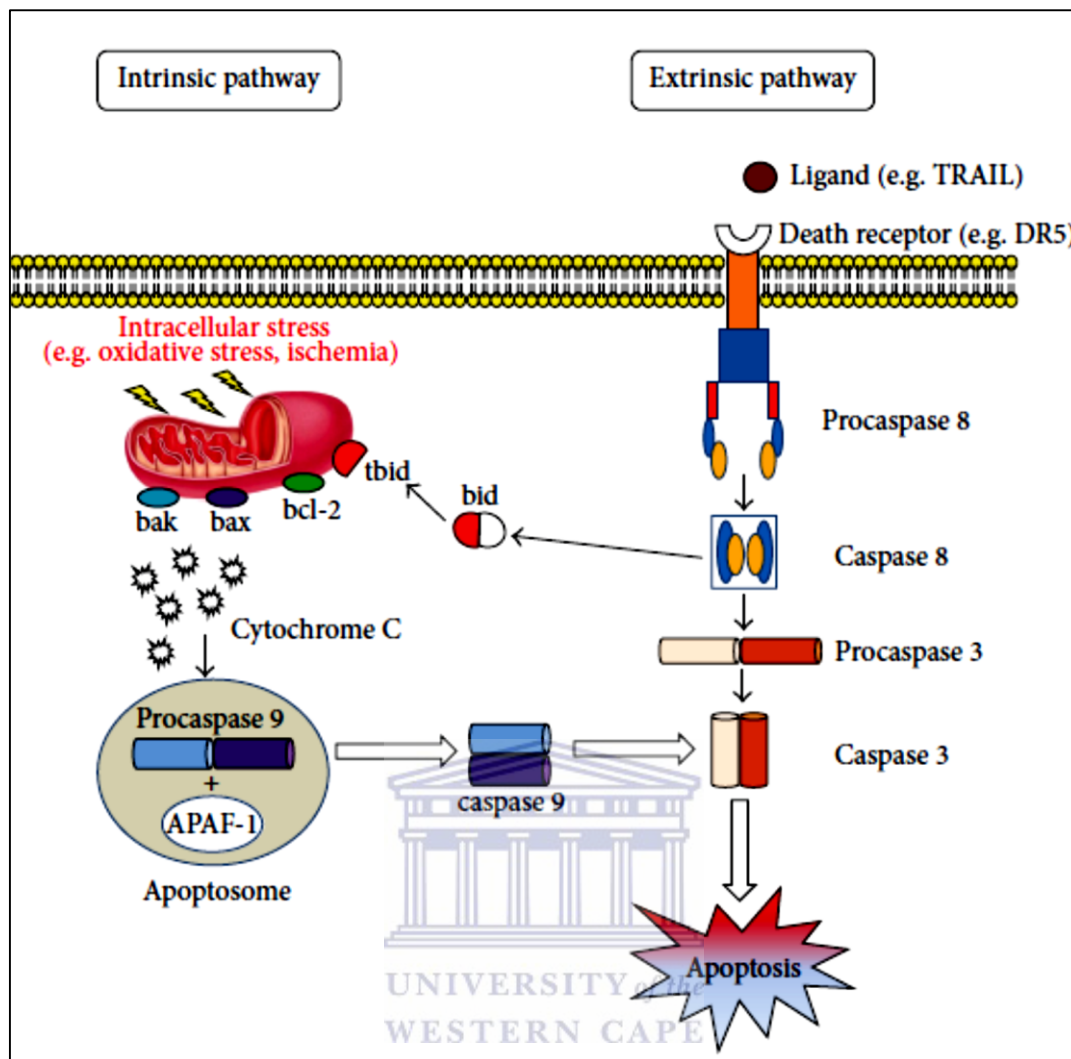 Intrinsic pathway
Extrinsic pathway
Ligand (e.g. TRAIL)
Death receptor (e.g. DR5)
Intracellular stress
(e.g. oxidative stress, ischemia)
Procaspase 8
tbid
bid
bcl-2
bak
bax
Caspase 8
Cytochrome C
Procaspase 3
Procaspase 9
+
APAF-1
Apoptosome
caspase 9
Caspase 3
Apoptosis
UNIVERSITY of the
WESTERN CAPE